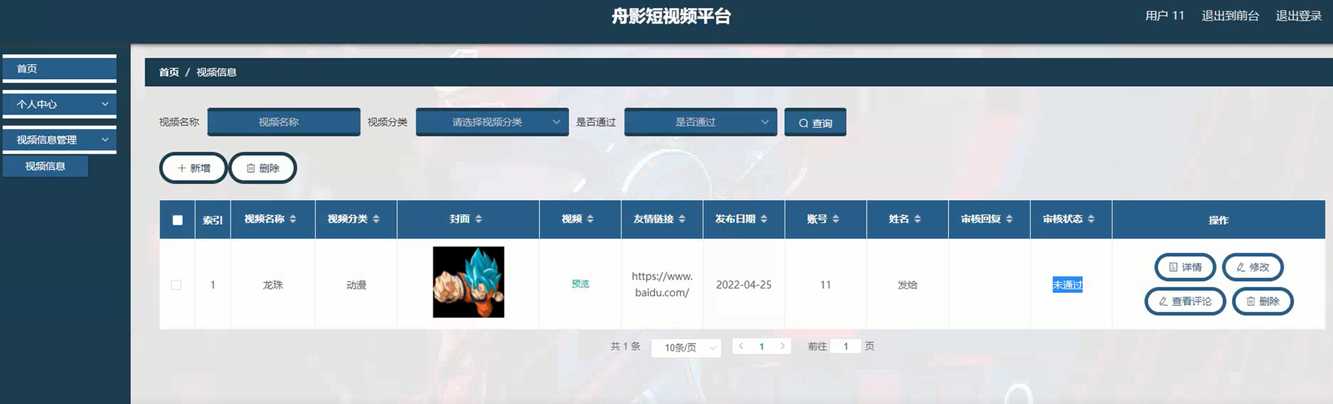 舟影短视频平台
用户 11 退出到前台 退出登录
首页
个人中心
视频信息管理
视频信息
首页 / 视频信息
视频名称 视频名称 视频分类 请选择视频分类 是否通过 是否通过 查询
新增 删除
索引 视频名称 视频分类 封面 视频 友情链接 发布日期 账号 姓名 审核回复 审核状态 操作
1 龙珠 动漫 预览 https://www. 2022-04-25 11 发给 未通过 详情 修改
baidu.com/ 查看评论 删除
共 1 条 10条/页 1 前往 1 页